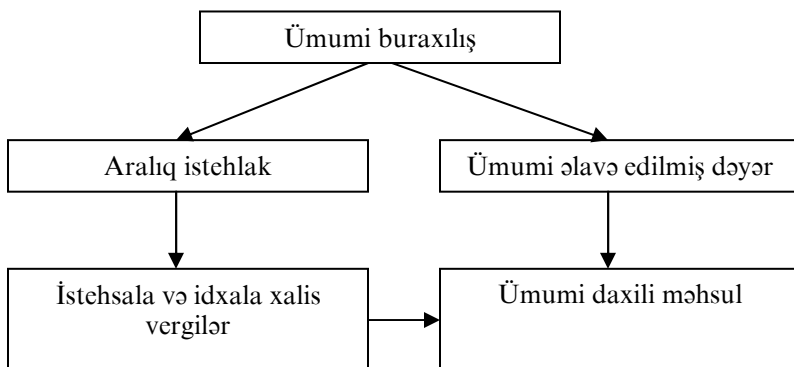 Ümumi buraxılış
Aralıq istehlak
Ümumi əlavə edilmiş dəyər
İstehsala və idxala xalis
vergilər
Ümumi daxili məhsul